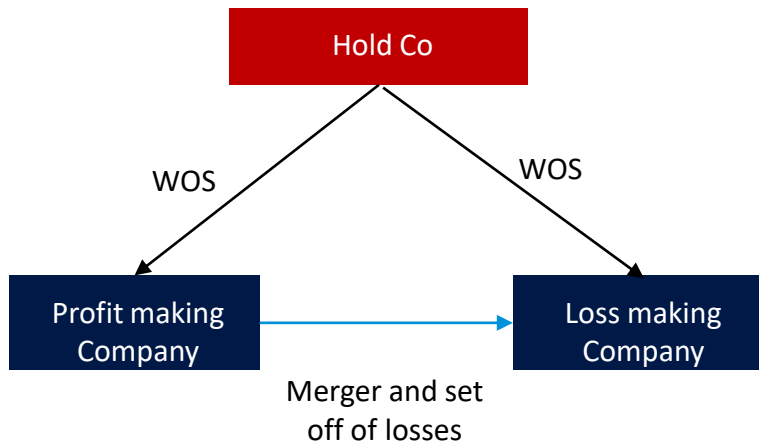 Hold Co
WOS
WOS
Profit making
Company
Loss making
Company
Merger and set
off of losses